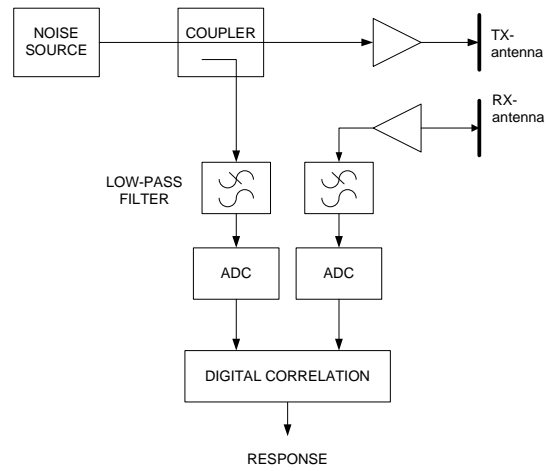 NOISE
SOURCE
COUPLER
TX-
antenna
RX-
antenna
LOW-PASS
FILTER
ADC
ADC
DIGITAL CORRELATION
RESPONSE